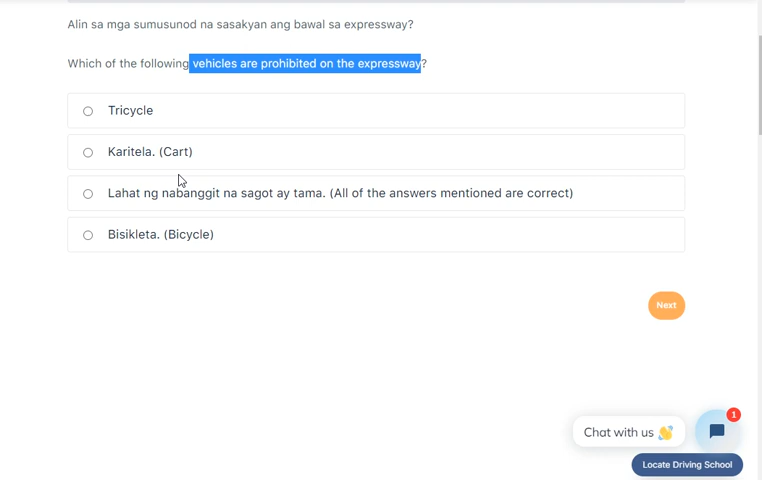 Alin sa mga sumusunod na sasakyan ang bawal sa expressway?
Which of the following vehicles are prohibited on the expressway?
Tricycle
Karitela. (Cart)
Lahat ng nabanggit na sagot ay tama. (All of the answers mentioned are correct)
Bisikleta. (Bicycle)
Next
1
Chat with us 👋
Locate Driving School